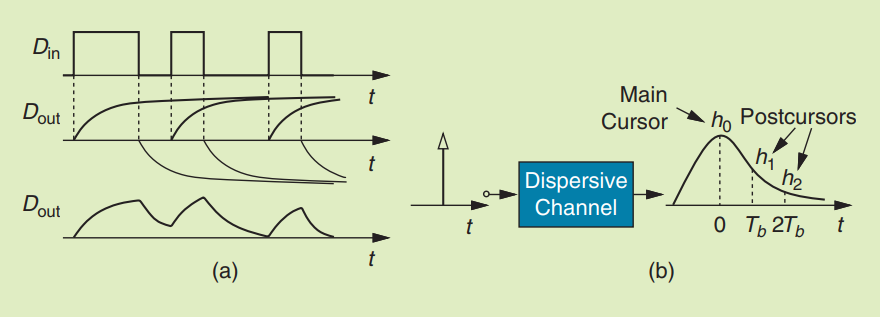 Din
t
Dout
t
Dout
t
(a)
t
Dispersive
Channel
Main
Cursor
h0
Postcursors
h1
h2
0 Tb 2Tb t
(b)